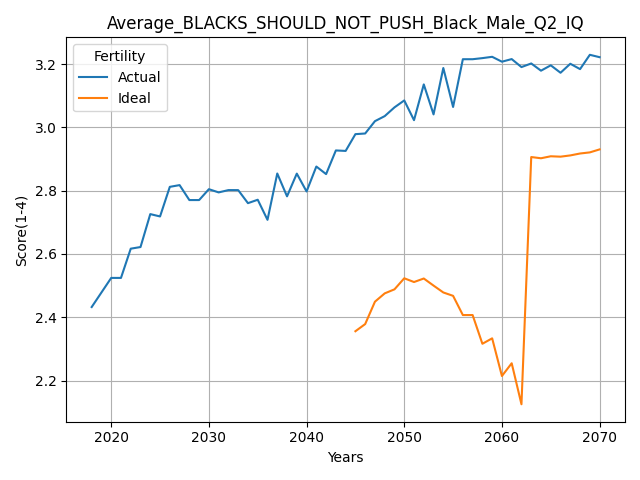 Average_BLACKS_SHOULD_NOT_PUSH_Black_Male_Q2_IQ
Fertility
Actual
Ideal
Score(1-4)
3.2
3.0
2.8
2.6
2.4
2.2
2020
2030
2040
2050
2060
2070
Years